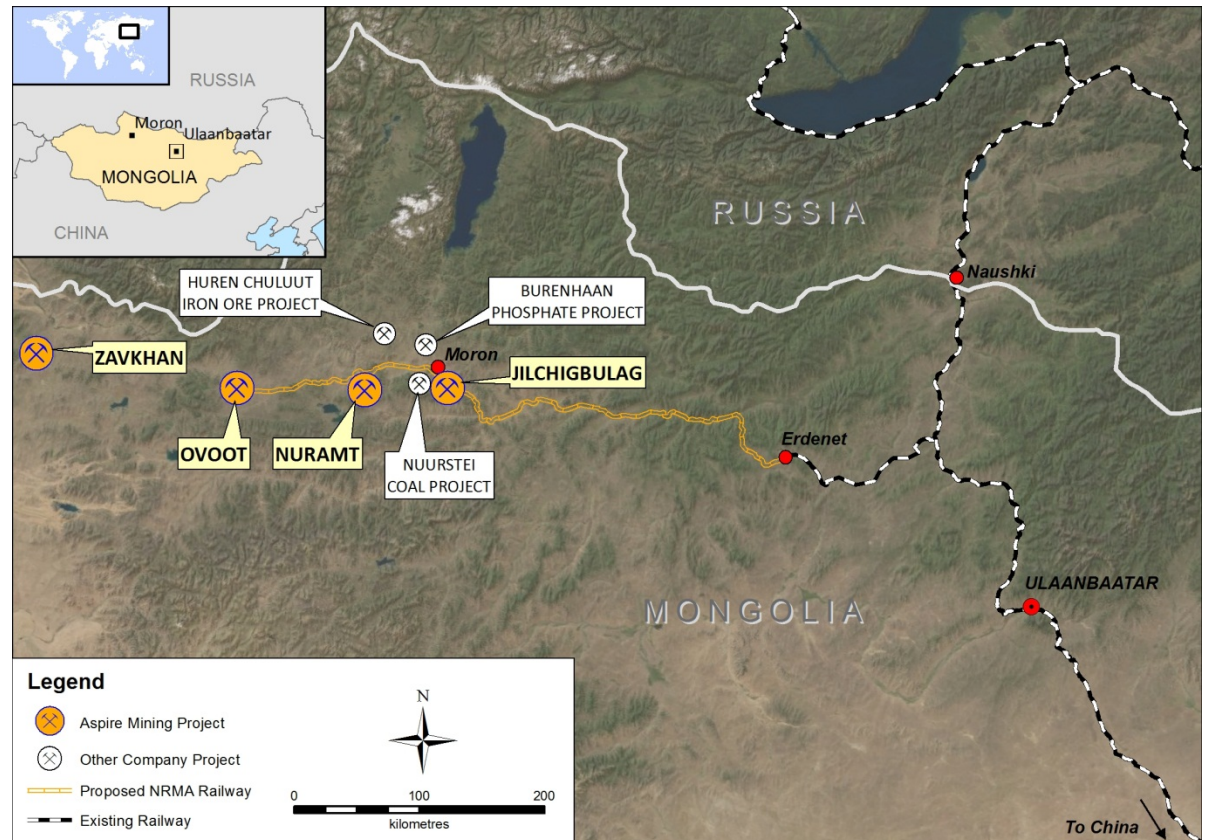 RUSSIA
Moron
Ulaanbaatar
MONGOLIA
CHINA
RUSSIA
Naushki
HUREN CHULUUT
IRON ORE PROJECT
BURENHAAN
PHOSPHATE PROJECT
ZAVKHAN
Moron
JILCHIGBULAG
OVOOT
NURAMT
NUURSTEI
COAL PROJECT
Erdenet
ULAANBAATAR
MONGOLIA
To China
Legend
Aspire Mining Project
Other Company Project
Proposed NRMA Railway
Existing Railway
N
0 100 200
kilometres